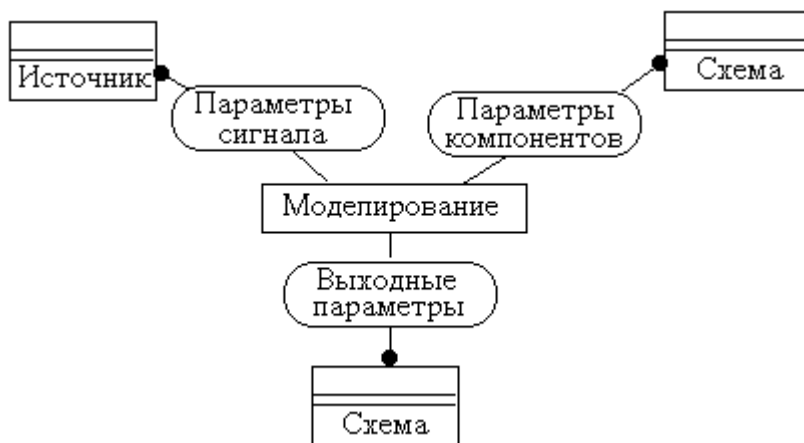 Источник
Схема
Параметры
сигнала
Параметры
компонентов
Моделирование
Выходные
параметры
Схема